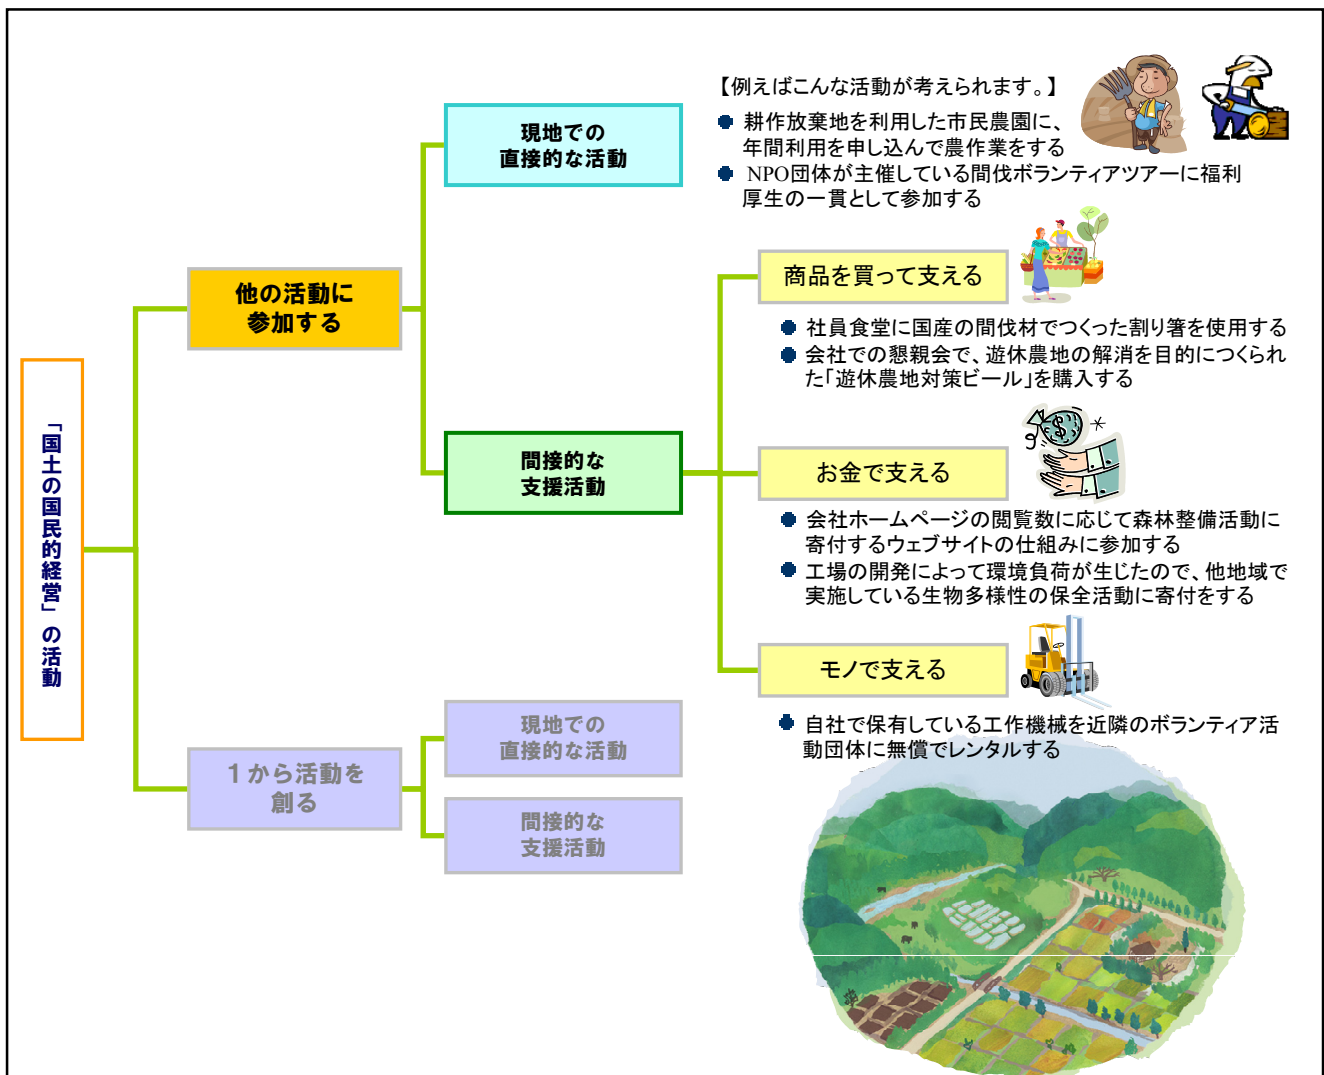 「国土の国民的経営」の活動
他の活動に
参加する
現地での
直接的な活動
【例えばこんな活動が考えられます。】
耕作放棄地を利用した市民農園に、
年間利用を申し込んで農作業をする
NPO団体が主催している間伐ボランティアツアーに福利
厚生の一貫として参加する
間接的な
支援活動
商品を買って支える
社員食堂に国産の間伐材でつくった割り箸を使用する
会社での懇親会で、遊休農地の解消を目的につくられ
た「遊休農地対策ビール」を購入する
お金で支える
会社ホームページの閲覧数に応じて森林整備活動に
寄付するウェブサイトの仕組みに参加する
工場の開発によって環境負荷が生じたので、他地域で
実施している生物多様性の保全活動に寄付をする
モノで支える
自社で保有している工作機械を近隣のボランティア活
動団体に無償でレンタルする
１から活動を
創る
現地での
直接的な活動
間接的な
支援活動